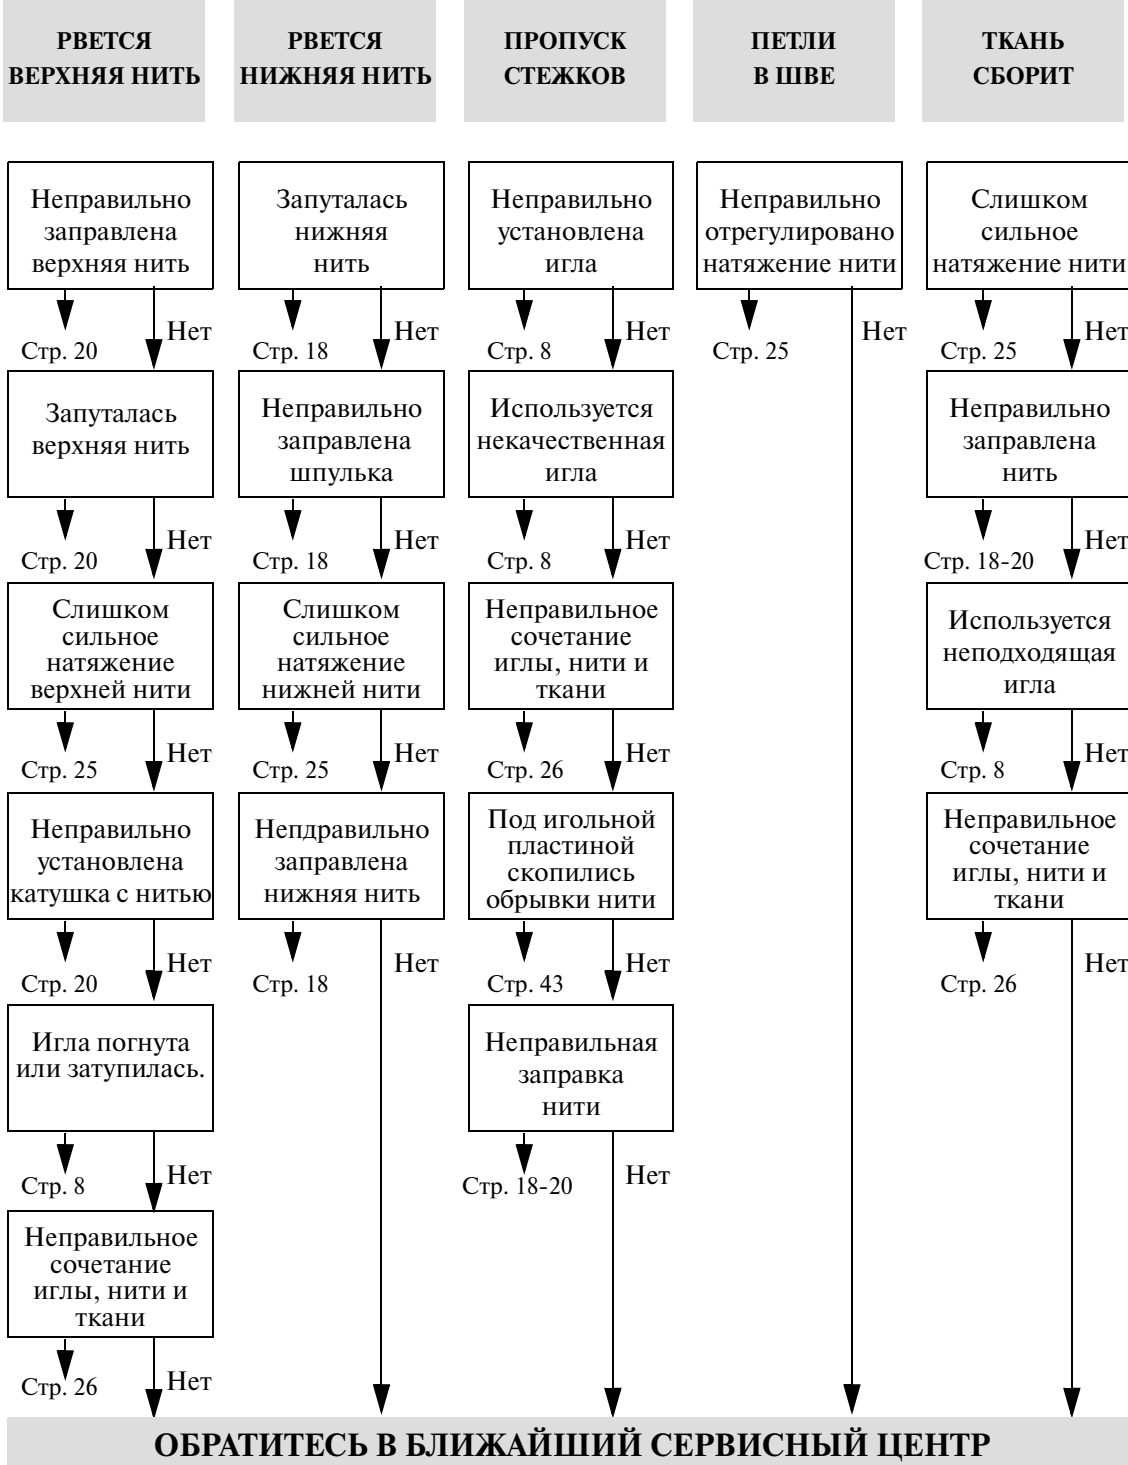 РВЕТСЯ
ВЕРХНЯЯ НИТЬ
РВЕТСЯ
НИЖНЯЯ НИТЬ
ПРОПУСК
СТЕЖКОВ
ПЕТЛИ
В ШВЕ
ТКАНЬ
СБОРИТ
Неправильно
заправлена
верхняя нить
Стр. 20
Нет
Запуталась
верхняя нить
Стр. 20
Нет
Слишком
сильное
натяжение
верхней нити
Стр. 25
Нет
Неправильно
установлена
катушка с нитью
Стр. 20
Нет
Игла погнута
или затупилась.
Стр. 8
Нет
Неправильное
сочетание
иглы, нити и
ткани
Стр. 26
Нет
Запуталась
нижняя
нить
Стр. 18
Нет
Неправильно
заправлена
шпулька
Стр. 18
Нет
Слишком
сильное
натяжение
нижней нити
Стр. 25
Нет
Непдравильно
заправлена
нижняя нить
Стр. 18
Нет
Неправильно
установлена
игла
Стр. 8
Нет
Используется
некачественная
игла
Стр. 8
Нет
Неправильное
сочетание
иглы, нити и
ткани
Стр. 26
Нет
Под игольной
пластиной
скопились
обрывки нити
Стр. 43
Нет
Неправильная
заправка
нити
Стр. 18-20
Нет
Неправильно
отрегулировано
натяжение нити
Стр. 25
Нет
Слишком
сильное
натяжение нити
Стр. 25
Нет
Неправильно
заправлена
нить
Стр. 18-20
Нет
Используется
неподходящая
игла
Стр. 8
Нет
Неправильное
сочетание
иглы, нити и
ткани
Стр. 26
Нет
ОБРАТИТЕСЬ В БЛИЖАЙШИЙ СЕРВИСНЫЙ ЦЕНТР